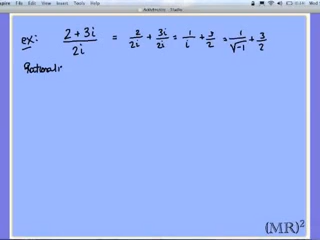 ex: (2 + 3i)/(2i) = 2/(2i) + (3i)/(2i) = 1/i + 3/2 = 1/√-1 + 3/2
(MR)²